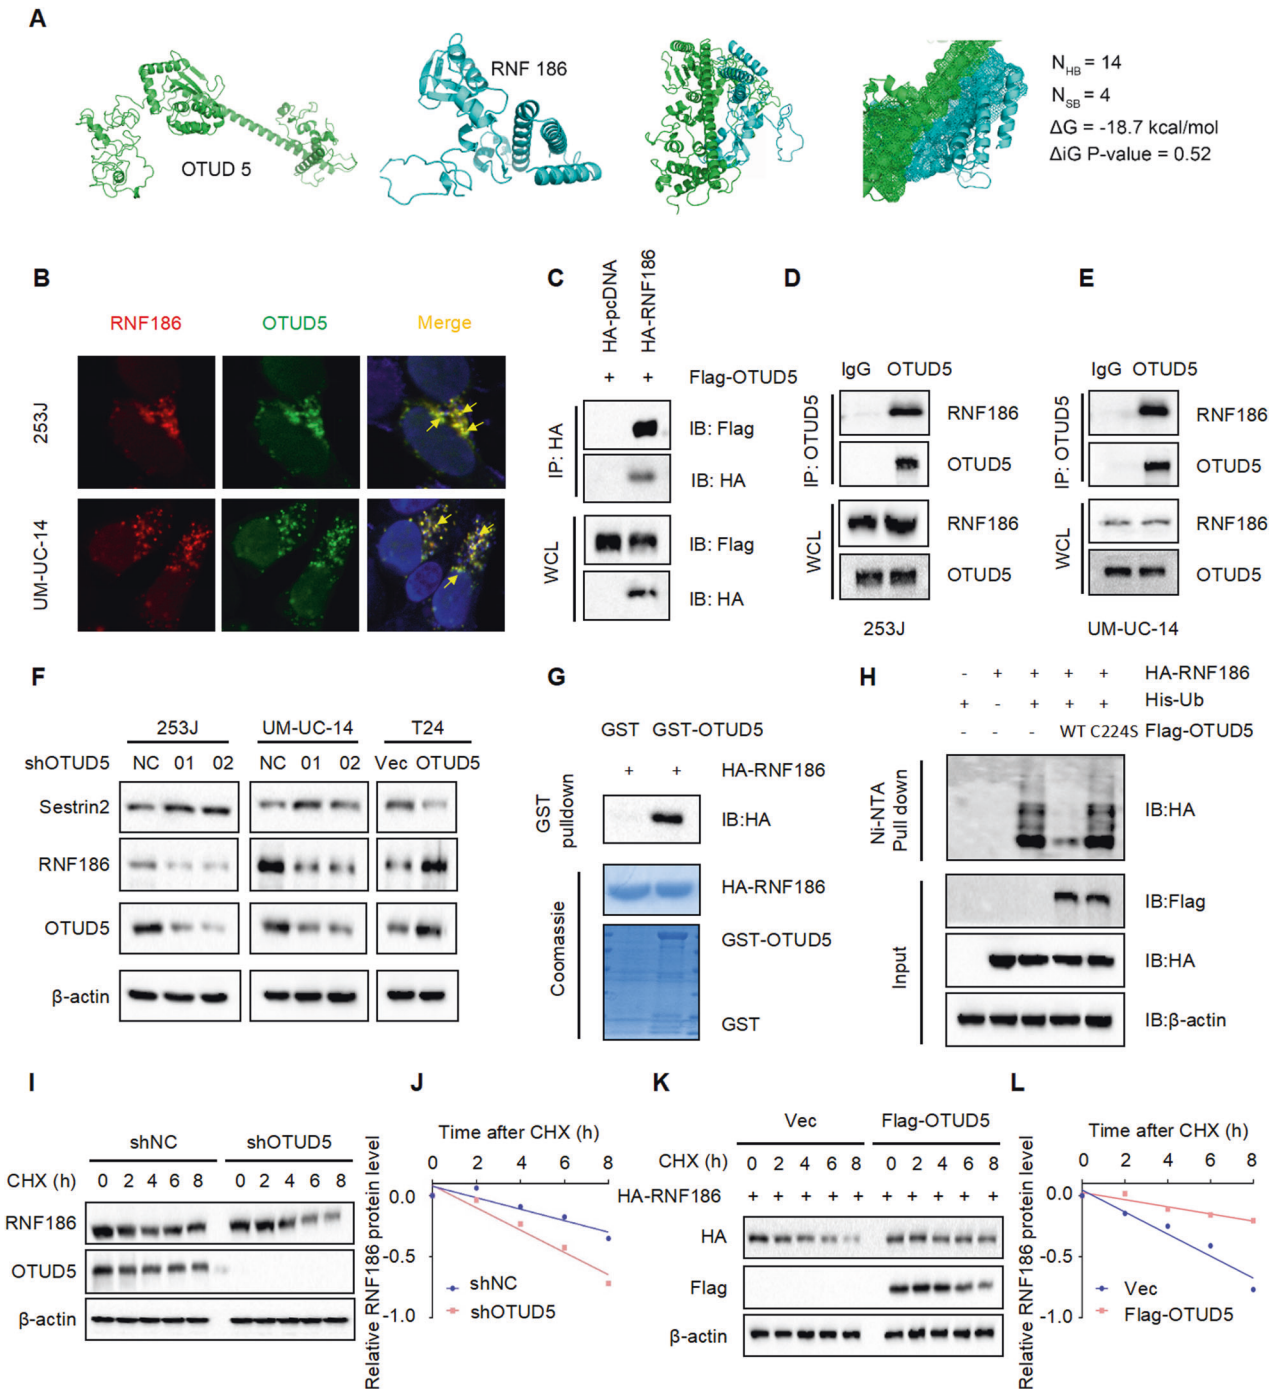 A
OTUD 5
RNF 186
N_HB = 14
N_SB = 4
ΔG = -18.7 kcal/mol
ΔiG P-value = 0.52
B
RNF186 OTUD5 Merge
253J
UM-UC-14
C
HA-pcDNA
HA-RNF186
+ + Flag-OTUD5
IP: HA
IB: Flag
IB: HA
WCL
IB: Flag
IB: HA
D
IgG OTUD5
IP: OTUD5
RNF186
OTUD5
WCL
RNF186
OTUD5
253J
E
IgG OTUD5
IP: OTUD5
RNF186
OTUD5
WCL
RNF186
OTUD5
UM-UC-14
F
253J UM-UC-14 T24
shOTUD5 NC 01 02 NC 01 02 Vec OTUD5
Sestrin2
RNF186
OTUD5
β-actin
G
GST GST-OTUD5
+ + HA-RNF186
GST
pulldown
IB:HA
Coomassie
HA-RNF186
GST-OTUD5
GST
H
- + + + + HA-RNF186
+ - + + + His-Ub
- - - WT C224S Flag-OTUD5
Ni-NTA
Pull down
IB:HA
Input
IB:Flag
IB:HA
IB:β-actin
I
shNC shOTUD5
CHX (h) 0 2 4 6 8 0 2 4 6 8
RNF186
OTUD5
β-actin
J
Time after CHX (h)
0 2 4 6 8
Relative RNF186 protein level
0.0
-0.5
-1.0
shNC
shOTUD5
K
Vec Flag-OTUD5
CHX (h) 0 2 4 6 8 0 2 4 6 8
HA-RNF186 + + + + + + + + + +
HA
Flag
β-actin
L
Time after CHX (h)
0 2 4 6 8
Relative RNF186 protein level
0.0
-0.5
-1.0
Vec
Flag-OTUD5